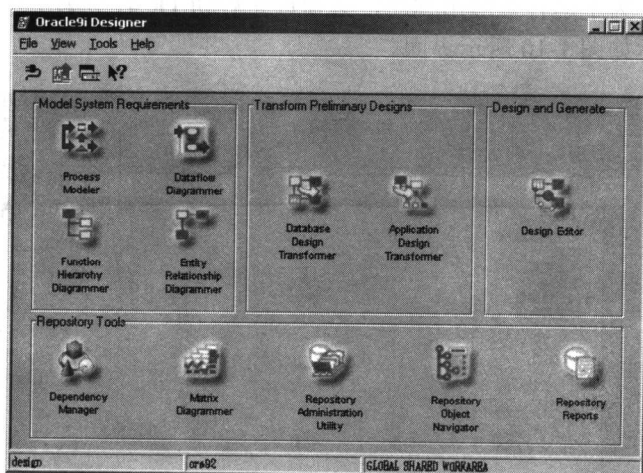 Oracle9i Designer
File View Tools Help
Model System Requirements
Process
Modeler
Dataflow
Diagrammer
Function
Hierarchy
Diagrammer
Entity
Relationship
Diagrammer
Transform Preliminary Designs
Database
Design
Transformer
Application
Design
Transformer
Design and Generate
Design Editor
Repository Tools
Dependency
Manager
Matrix
Diagrammer
Repository
Administration
Utility
Repository
Object
Navigator
Repository
Reports
design
ora92
GLOBAL SHARED WORKAREA